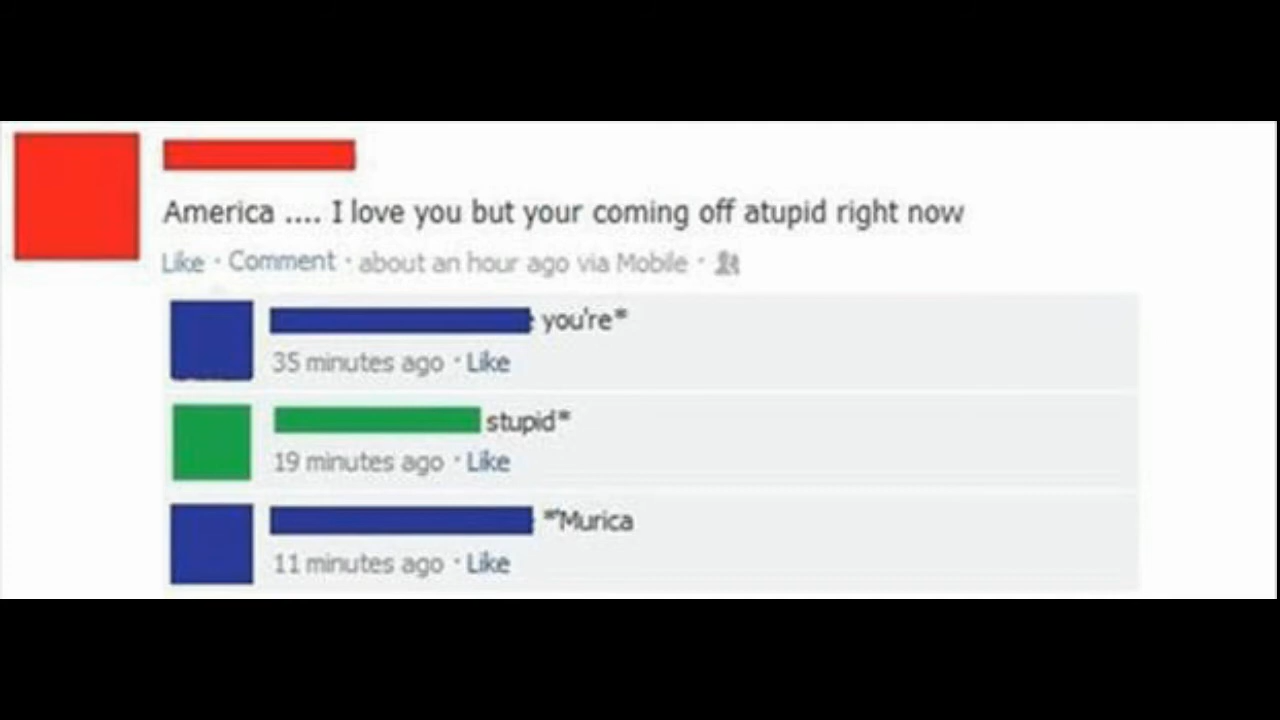 America .... I love you but your coming off atupid right now
Like · Comment · about an hour ago via Mobile ·
you're*
35 minutes ago · Like
stupid*
19 minutes ago · Like
*'Murica
11 minutes ago · Like